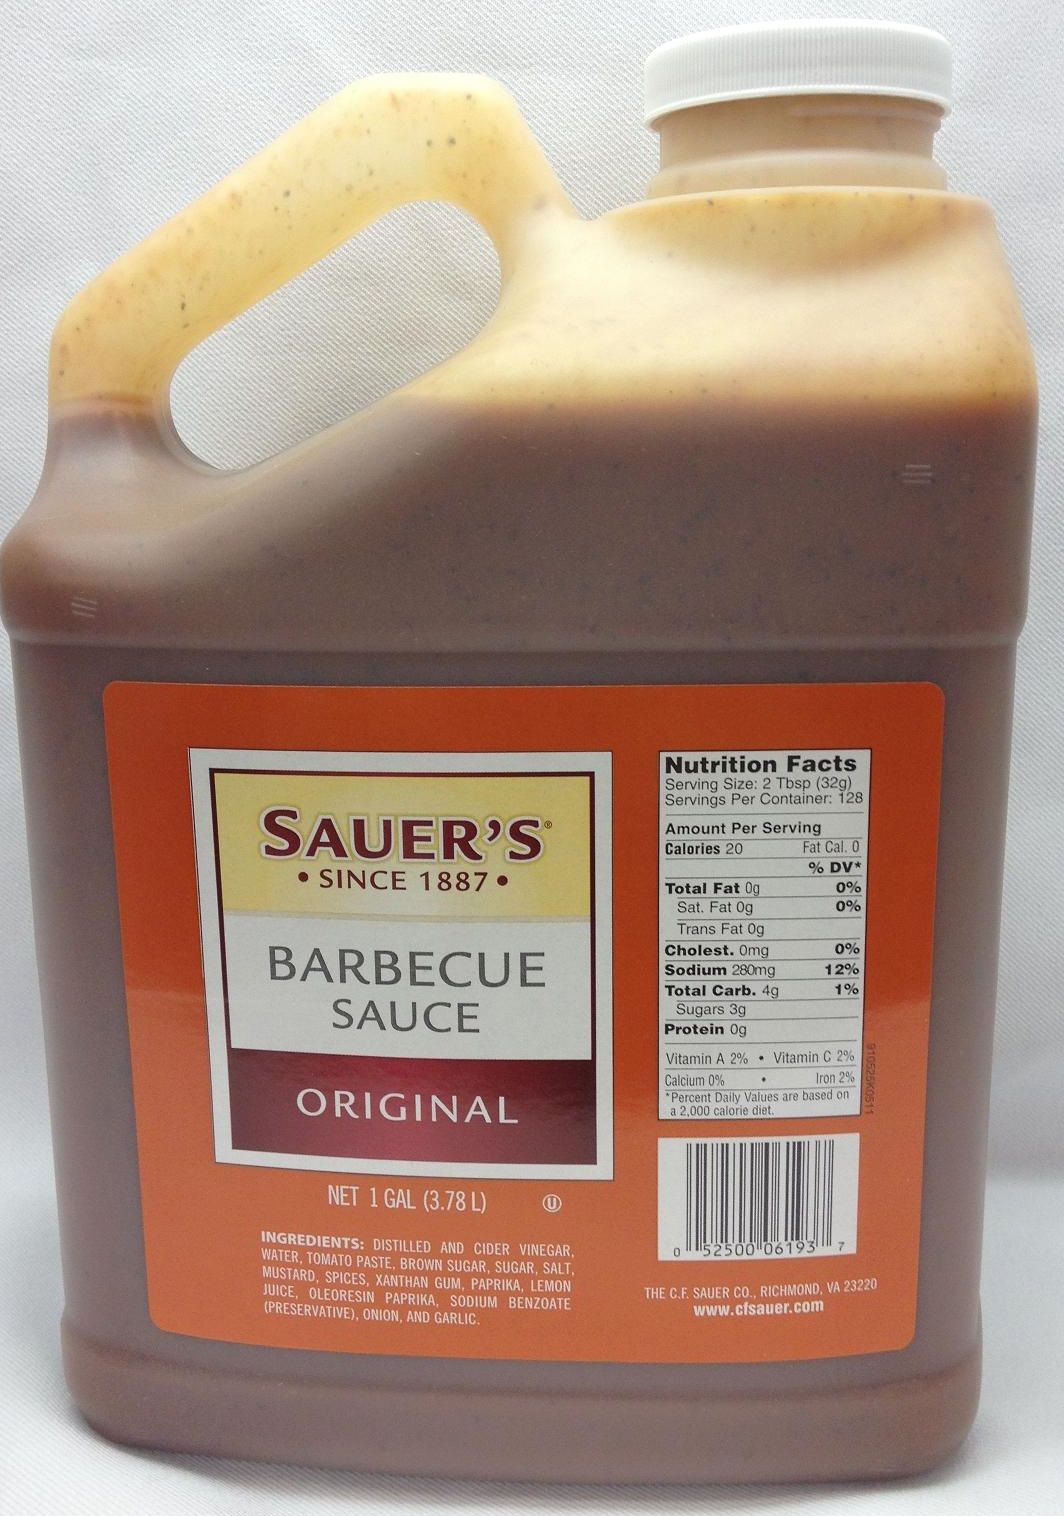 SAUER'S®
• SINCE 1887 •
BARBECUE
SAUCE
ORIGINAL
NET 1 GAL (3.78 L) Ⓤ
INGREDIENTS: DISTILLED AND CIDER VINEGAR,
WATER, TOMATO PASTE, BROWN SUGAR, SUGAR, SALT,
MUSTARD, SPICES, XANTHAN GUM, PAPRIKA, LEMON
JUICE, OLEORESIN PAPRIKA, SODIUM BENZOATE
(PRESERVATIVE), ONION, AND GARLIC.
Nutrition Facts
Serving Size: 2 Tbsp (32g)
Servings Per Container: 128
Amount Per Serving
Calories 20 Fat Cal. 0
% DV*
Total Fat 0g 0%
Sat. Fat 0g 0%
Trans Fat 0g
Cholest. 0mg 0%
Sodium 280mg 12%
Total Carb. 4g 1%
Sugars 3g
Protein 0g
Vitamin A 2% • Vitamin C 2%
Calcium 0% • Iron 2%
*Percent Daily Values are based on
a 2,000 calorie diet.
910525K0511
0 52500 06193 7
THE C.F. SAUER CO., RICHMOND, VA 23220
www.cfsauer.com